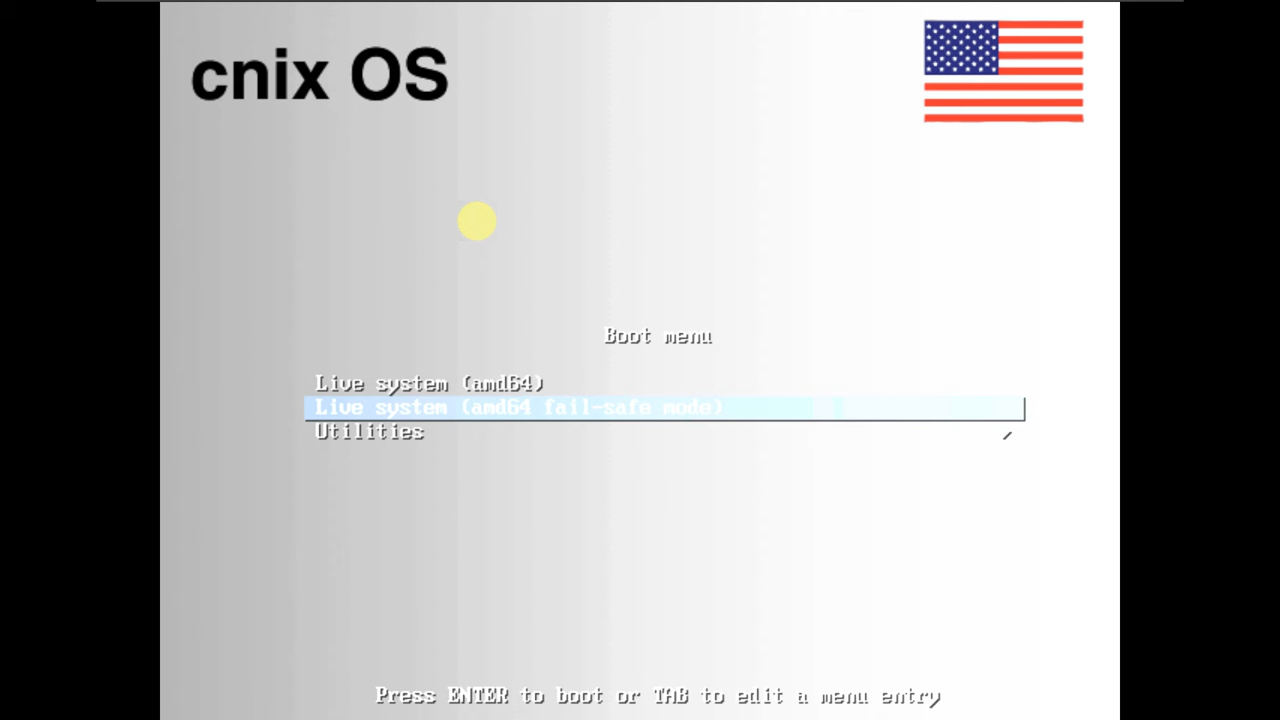 cnix OS
Boot menu
Live system (amd64)
Live system (amd64 fail-safe mode)
Utilities
Press ENTER to boot or TAB to edit a menu entry